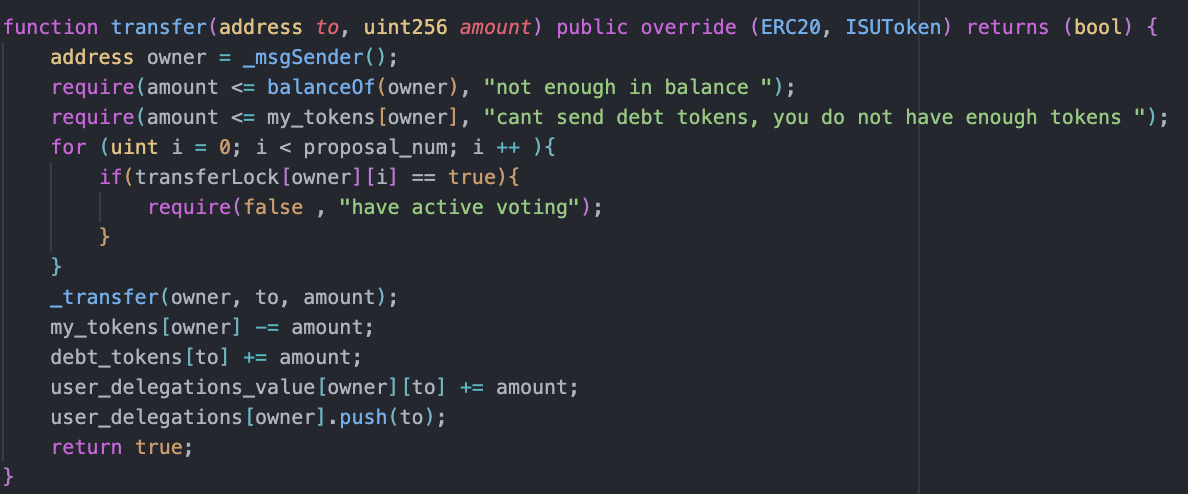 function transfer(address to, uint256 amount) public override (ERC20, ISUToken) returns (bool) {
    address owner = _msgSender();
    require(amount <= balanceOf(owner), "not enough in balance ");
    require(amount <= my_tokens[owner], "cant send debt tokens, you do not have enough tokens ");
    for (uint i = 0; i < proposal_num; i ++ ){
        if(transferLock[owner][i] == true){
            require(false , "have active voting");
        }
    }
    _transfer(owner, to, amount);
    my_tokens[owner] -= amount;
    debt_tokens[to] += amount;
    user_delegations_value[owner][to] += amount;
    user_delegations[owner].push(to);
    return true;
}